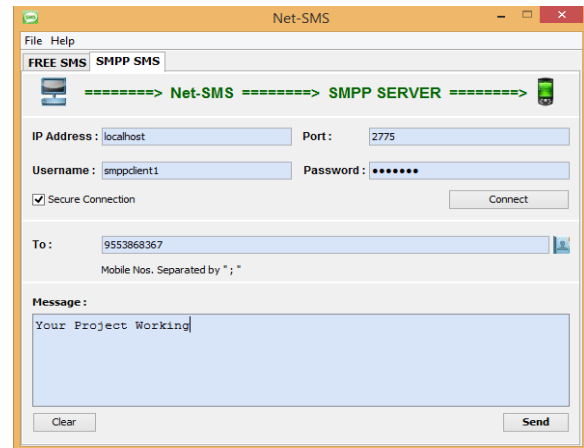 Net-SMS
File Help
FREE SMS SMPP SMS
========> Net-SMS ========> SMPP SERVER ========>
IP Address : localhost Port : 2775
Username : smppclient1 Password : •••••••
Secure Connection Connect
To : 9553868367
Mobile Nos. Separated by " ; "
Message :
Your Project Working
Clear Send